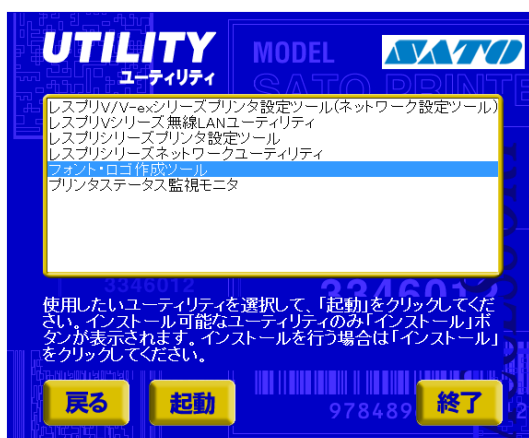 UTILITY
ユーティリティ
MODEL
SATO
SATO PRINTE
レスプリV/V-exシリーズプリンタ設定ツール(ネットワーク設定ツール)
レスプリVシリーズ無線LANユーティリティ
レスプリシリーズプリンタ設定ツール
レスプリシリーズネットワークユーティリティ
フォント・ロゴ作成ツール
プリンタステータス監視モニタ
3346012
3346012
使用したいユーティリティを選択して、「起動」をクリックしてくだ
さい。インストール可能なユーティリティのみ「インストール」ボ
タンが表示されます。インストールを行う場合は「インストール」
をクリックしてください。
戻る
起動
978489
終了